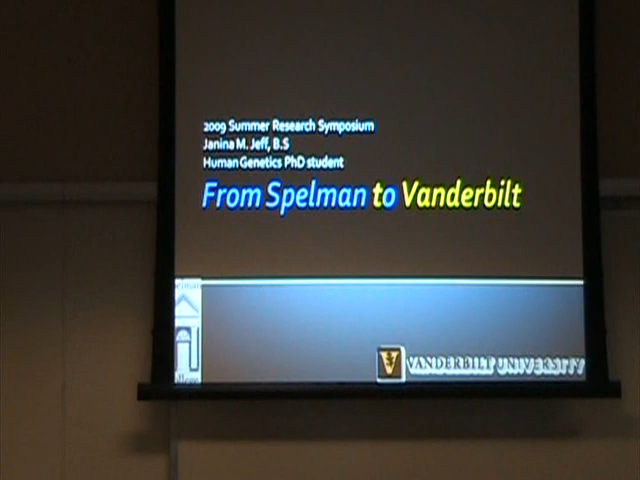 2009 Summer Research Symposium
Janina M. Jeff, B.S
Human Genetics PhD student
From Spelman to Vanderbilt
V
VANDERBILT UNIVERSITY